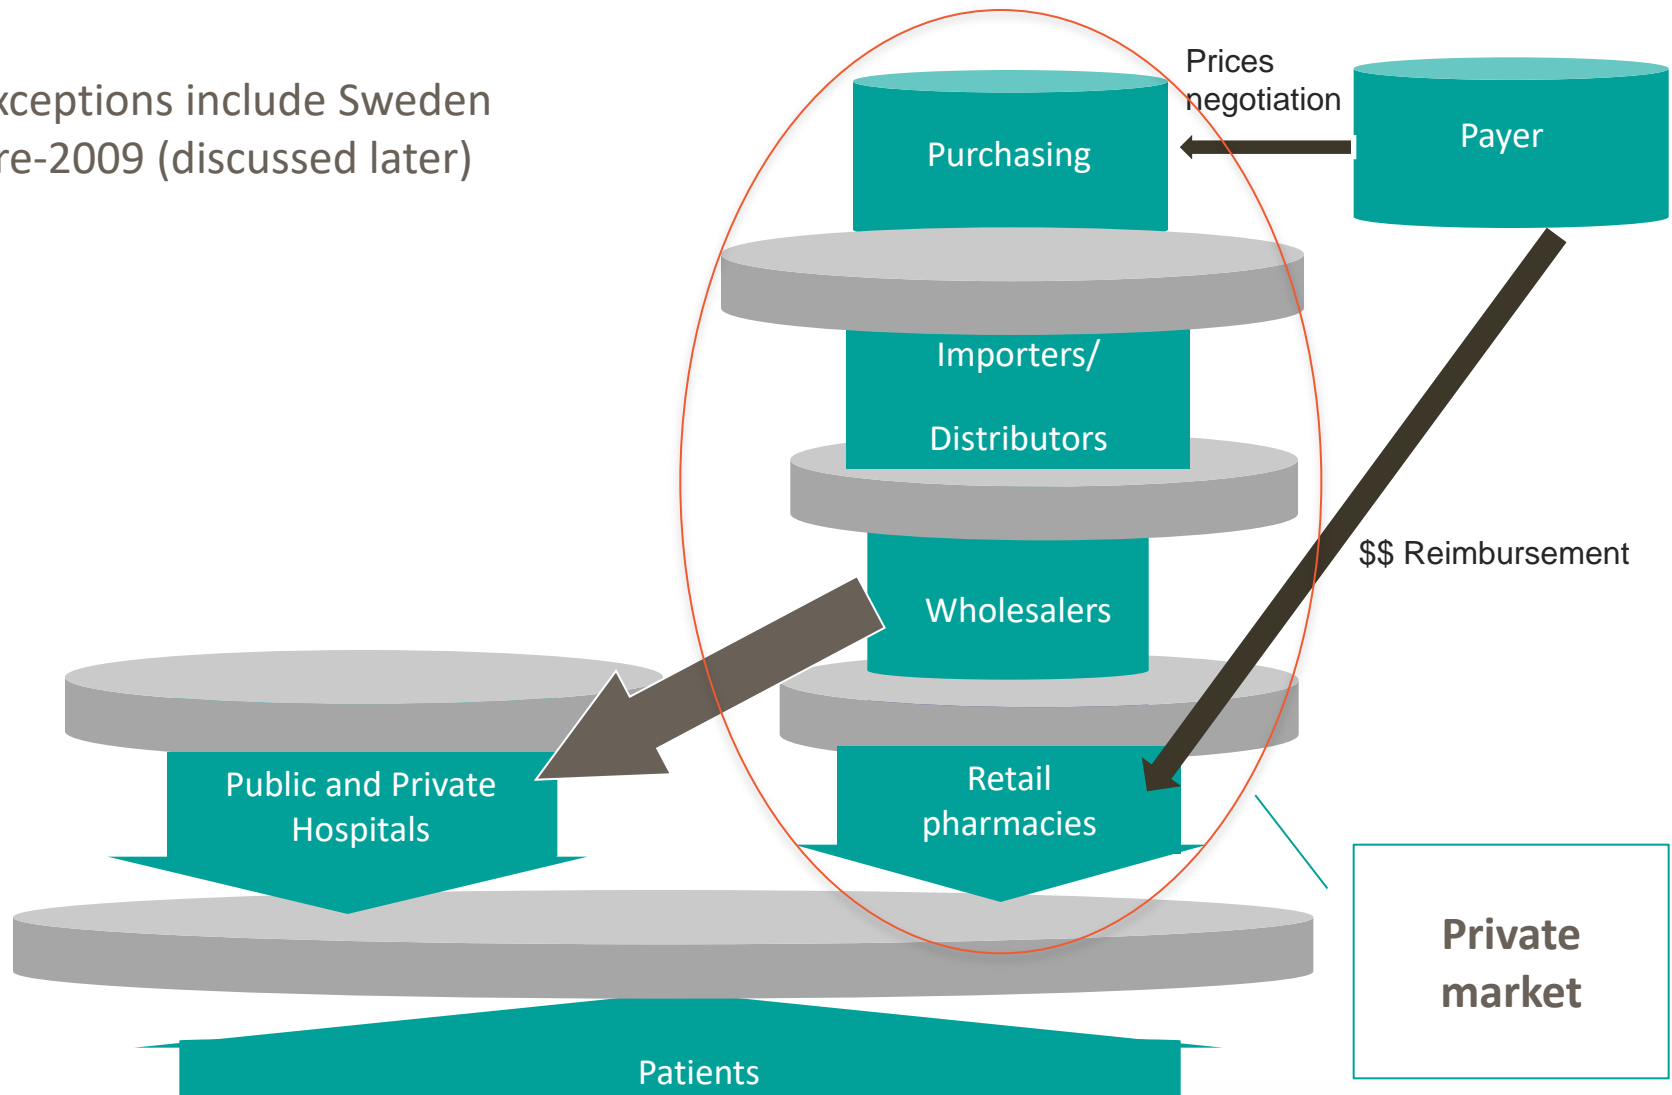 xceptions include Sweden
re-2009 (discussed later)
Prices
negotiation
Payer
Purchasing
Importers/
Distributors
$$ Reimbursement
Wholesalers
Public and Private
Hospitals
Retail
pharmacies
Private
market
Patients